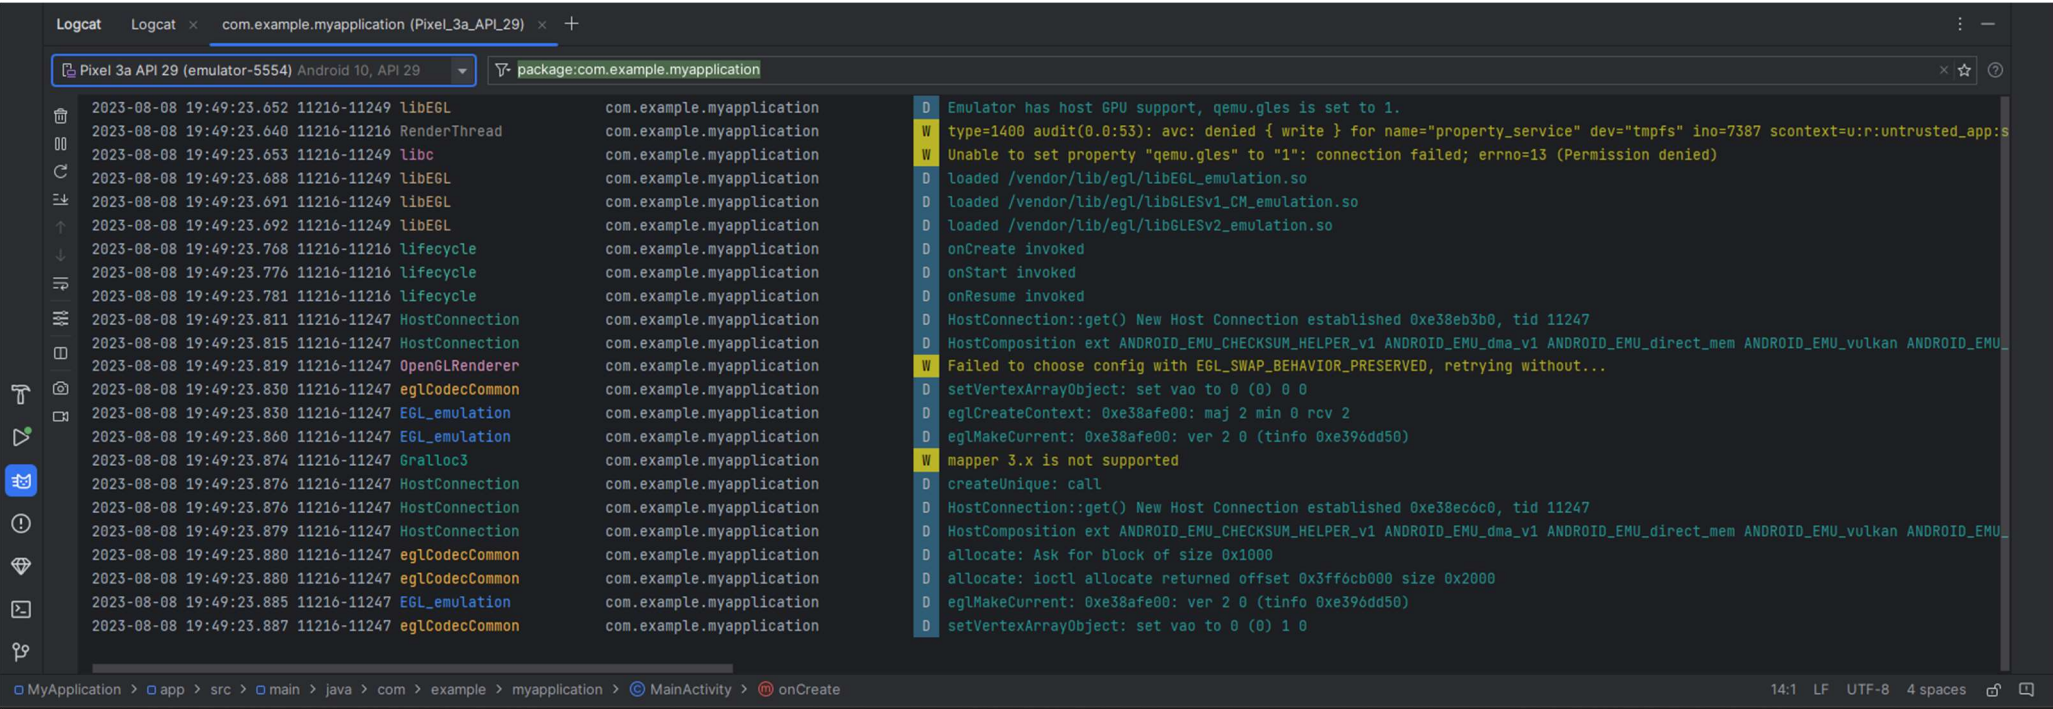 Logcat Logcat com.example.myapplication (Pixel_3a_API_29)
Pixel 3a API 29 (emulator-5554) Android 10, API 29 package:com.example.myapplication
2023-08-08 19:49:23.652 11216-11249 libEGL com.example.myapplication D Emulator has host GPU support, qemu.gles is set to 1.
2023-08-08 19:49:23.640 11216-11216 RenderThread com.example.myapplication W type=1400 audit(0.0:53): avc: denied { write } for name="property_service" dev="tmpfs" ino=7387 scontext=u:r:untrusted_app:s
2023-08-08 19:49:23.653 11216-11249 libc com.example.myapplication W Unable to set property "qemu.gles" to "1": connection failed; errno=13 (Permission denied)
2023-08-08 19:49:23.688 11216-11249 libEGL com.example.myapplication D loaded /vendor/lib/egl/libEGL_emulation.so
2023-08-08 19:49:23.691 11216-11249 libEGL com.example.myapplication D loaded /vendor/lib/egl/libGLESv1_CM_emulation.so
2023-08-08 19:49:23.692 11216-11249 libEGL com.example.myapplication D loaded /vendor/lib/egl/libGLESv2_emulation.so
2023-08-08 19:49:23.768 11216-11216 lifecycle com.example.myapplication D onCreate invoked
2023-08-08 19:49:23.776 11216-11216 lifecycle com.example.myapplication D onStart invoked
2023-08-08 19:49:23.781 11216-11216 lifecycle com.example.myapplication D onResume invoked
2023-08-08 19:49:23.811 11216-11247 HostConnection com.example.myapplication D HostConnection::get() New Host Connection established 0xe38eb3b0, tid 11247
2023-08-08 19:49:23.815 11216-11247 HostConnection com.example.myapplication D HostComposition ext ANDROID_EMU_CHECKSUM_HELPER_v1 ANDROID_EMU_dma_v1 ANDROID_EMU_direct_mem ANDROID_EMU_vulkan ANDROID_EMU_
2023-08-08 19:49:23.819 11216-11247 OpenGLRenderer com.example.myapplication W Failed to choose config with EGL_SWAP_BEHAVIOR_PRESERVED, retrying without...
2023-08-08 19:49:23.830 11216-11247 eglCodecCommon com.example.myapplication D setVertexArrayObject: set vao to 0 (0) 0 0
2023-08-08 19:49:23.830 11216-11247 EGL_emulation com.example.myapplication D eglCreateContext: 0xe38afe00: maj 2 min 0 rcv 2
2023-08-08 19:49:23.860 11216-11247 EGL_emulation com.example.myapplication D eglMakeCurrent: 0xe38afe00: ver 2 0 (tinfo 0xe396dd50)
2023-08-08 19:49:23.874 11216-11247 Gralloc3 com.example.myapplication W mapper 3.x is not supported
2023-08-08 19:49:23.876 11216-11247 HostConnection com.example.myapplication D createUnique: call
2023-08-08 19:49:23.876 11216-11247 HostConnection com.example.myapplication D HostConnection::get() New Host Connection established 0xe38ec6c0, tid 11247
2023-08-08 19:49:23.879 11216-11247 HostConnection com.example.myapplication D HostComposition ext ANDROID_EMU_CHECKSUM_HELPER_v1 ANDROID_EMU_dma_v1 ANDROID_EMU_direct_mem ANDROID_EMU_vulkan ANDROID_EMU_
2023-08-08 19:49:23.880 11216-11247 eglCodecCommon com.example.myapplication D allocate: Ask for block of size 0x1000
2023-08-08 19:49:23.880 11216-11247 eglCodecCommon com.example.myapplication D allocate: ioctl allocate returned offset 0x3ff6cb000 size 0x2000
2023-08-08 19:49:23.885 11216-11247 EGL_emulation com.example.myapplication D eglMakeCurrent: 0xe38afe00: ver 2 0 (tinfo 0xe396dd50)
2023-08-08 19:49:23.887 11216-11247 eglCodecCommon com.example.myapplication D setVertexArrayObject: set vao to 0 (0) 1 0
MyApplication > app > src > main > java > com > example > myapplication > MainActivity > onCreate 14:1 LF UTF-8 4 spaces